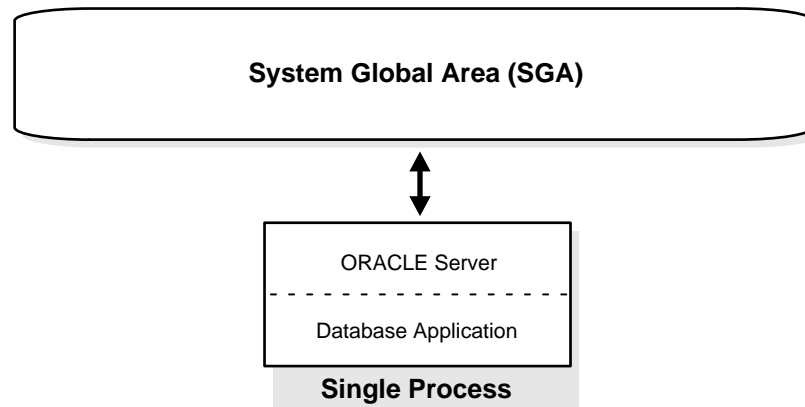 System Global Area (SGA)
ORACLE Server
Database Application
Single Process